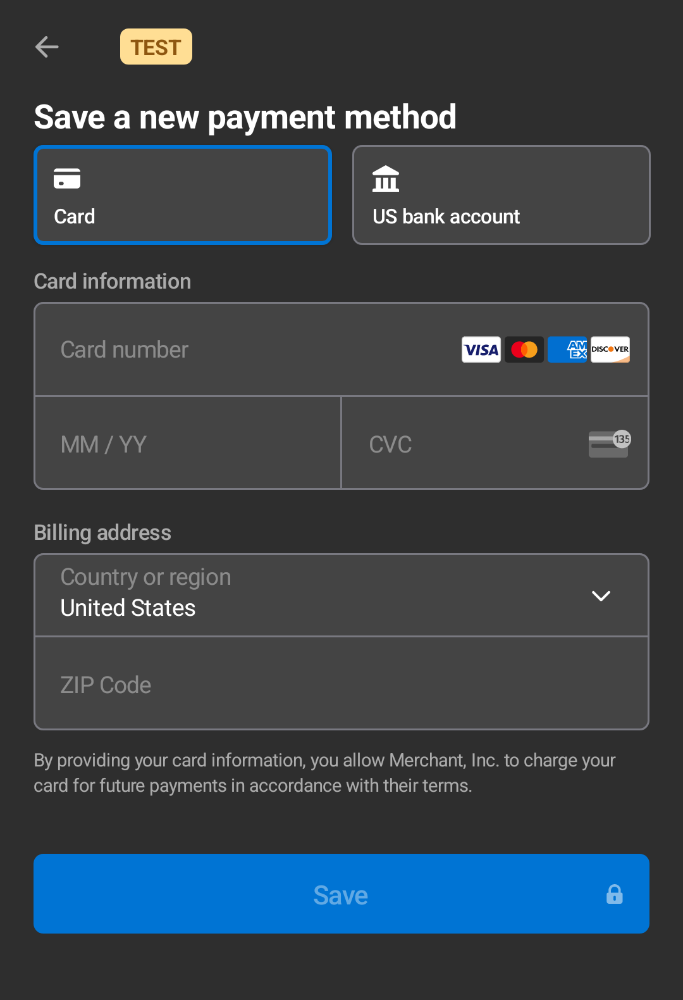 TEST
Save a new payment method
Card
US bank account
Card information
Card number
VISA
AM EX
DISCOVER
MM / YY
CVC
135
Billing address
Country or region
United States
ZIP Code
By providing your card information, you allow Merchant, Inc. to charge your
card for future payments in accordance with their terms.
Save